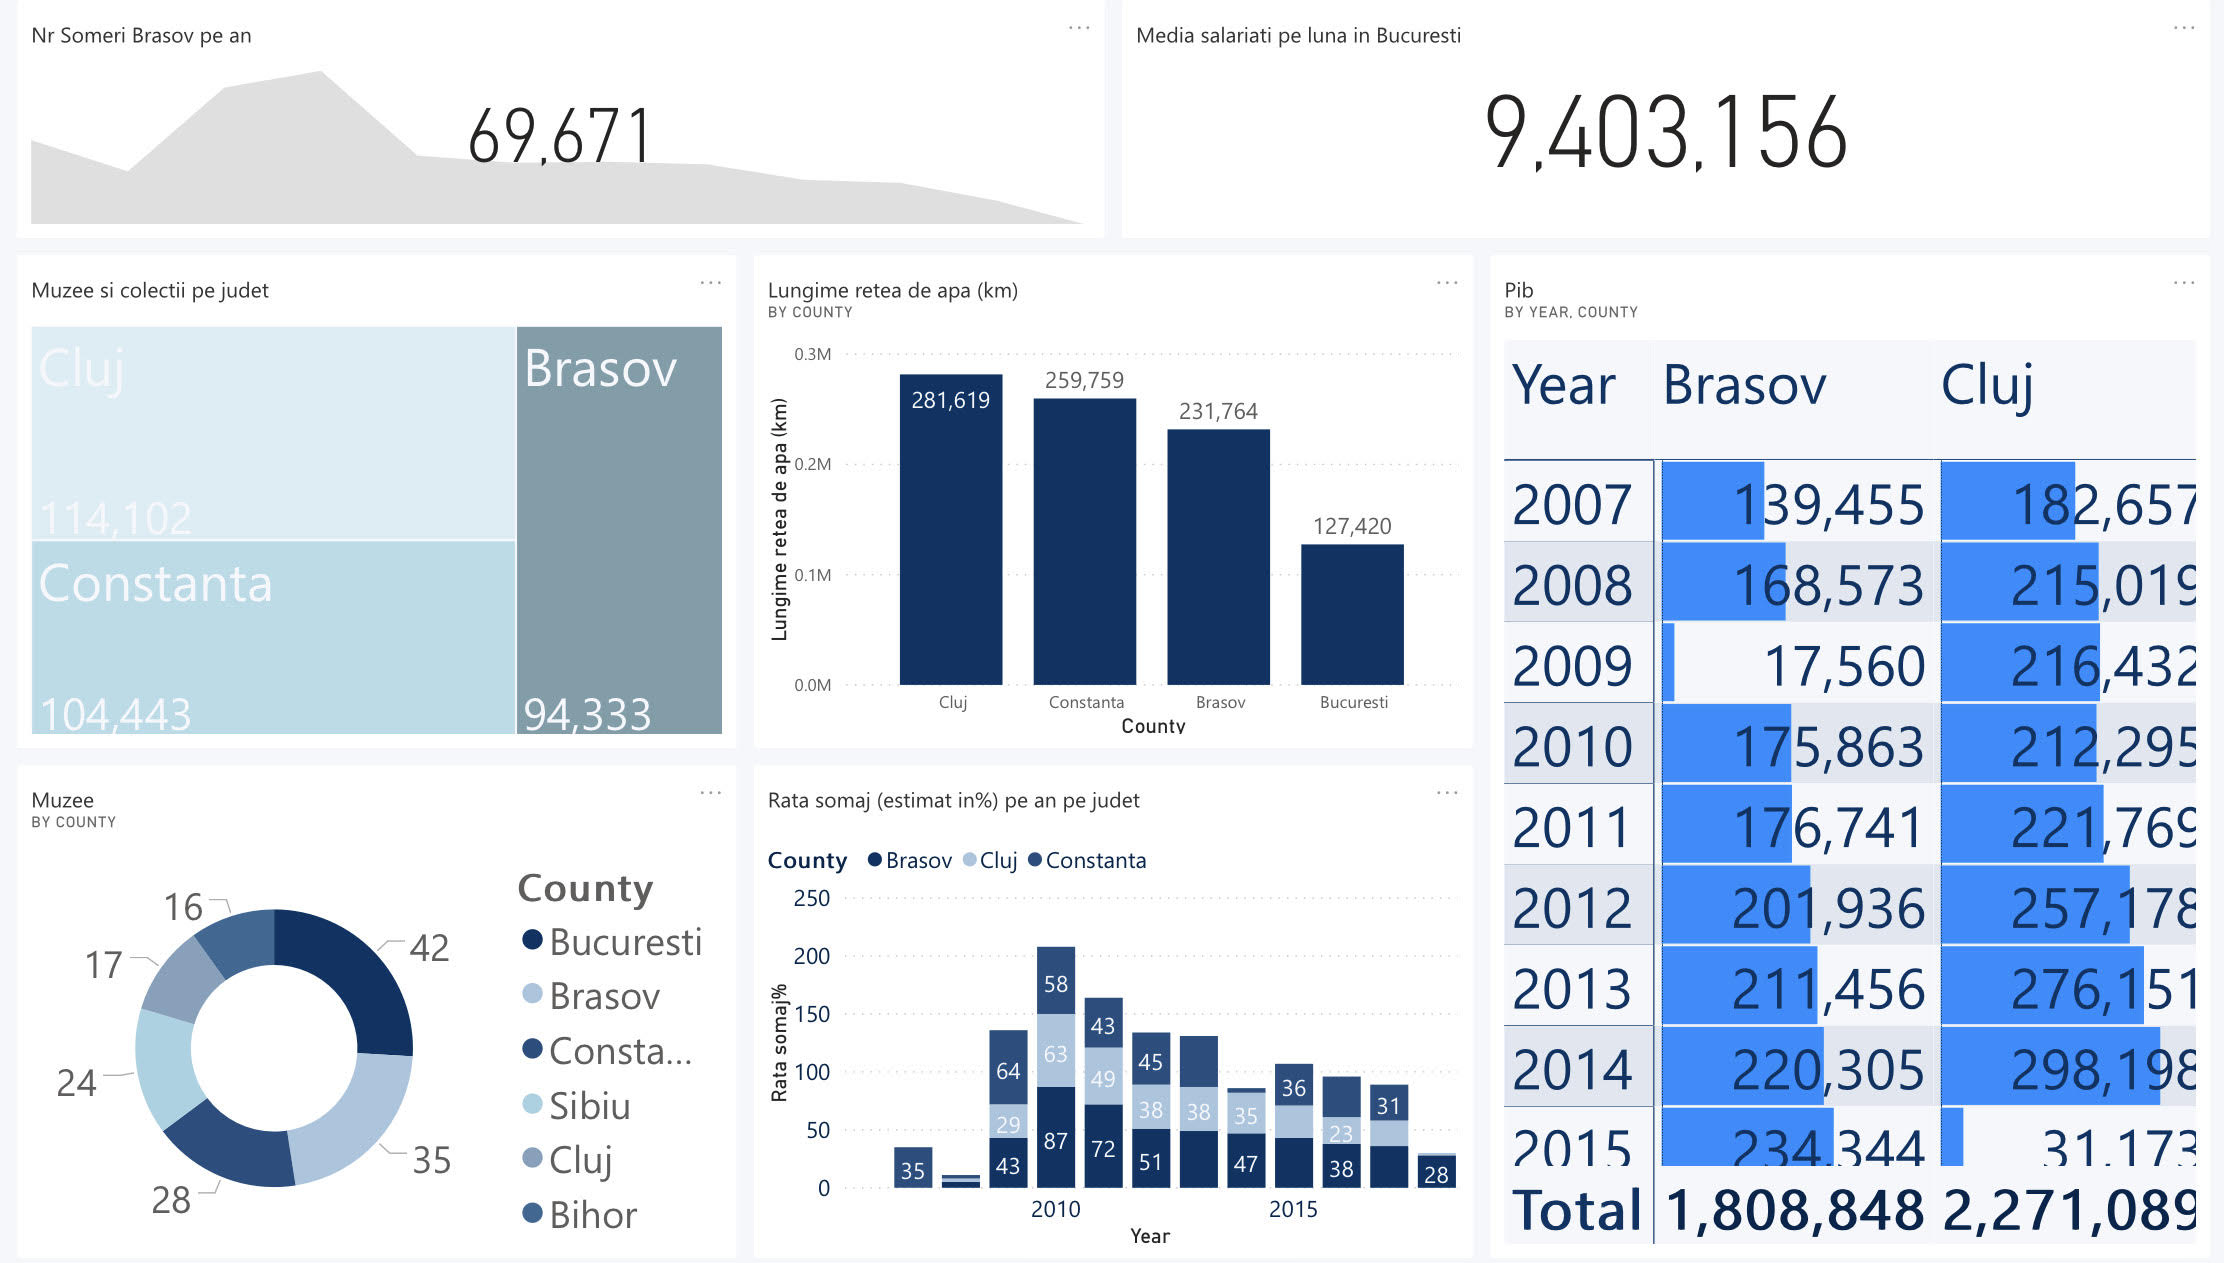 Nr Someri Brasov pe an
69,671
Media salariati pe luna in Bucuresti
9,403,156
Muzee si colectii pe judet
Cluj
114,102
Constanta
104,443
Brasov
94,333
Lungime retea de apa (km)
BY COUNTY
Lungime retea de apa (km)
0.3M
0.2M
0.1M
0.0M
281,619
259,759
231,764
127,420
Cluj Constanta Brasov Bucuresti
County
Pib
BY YEAR, COUNTY
Year Brasov Cluj
2007 139,455 182,657
2008 168,573 215,019
2009 17,560 216,432
2010 175,863 212,295
2011 176,741 221,769
2012 201,936 257,178
2013 211,456 276,151
2014 220,305 298,198
2015 234,344 31,173
Total 1,808,848 2,271,089
Muzee
BY COUNTY
42
35
28
24
17
16
County
Bucuresti
Brasov
Consta...
Sibiu
Cluj
Bihor
Rata somaj (estimat in%) pe an pe judet
County Brasov Cluj Constanta
Rata somaj%
250
200
150
100
50
0
35
64
29
43
58
63
87
43
49
72
45
38
51
38
35
47
36
23
38
31
28
2010 2015
Year